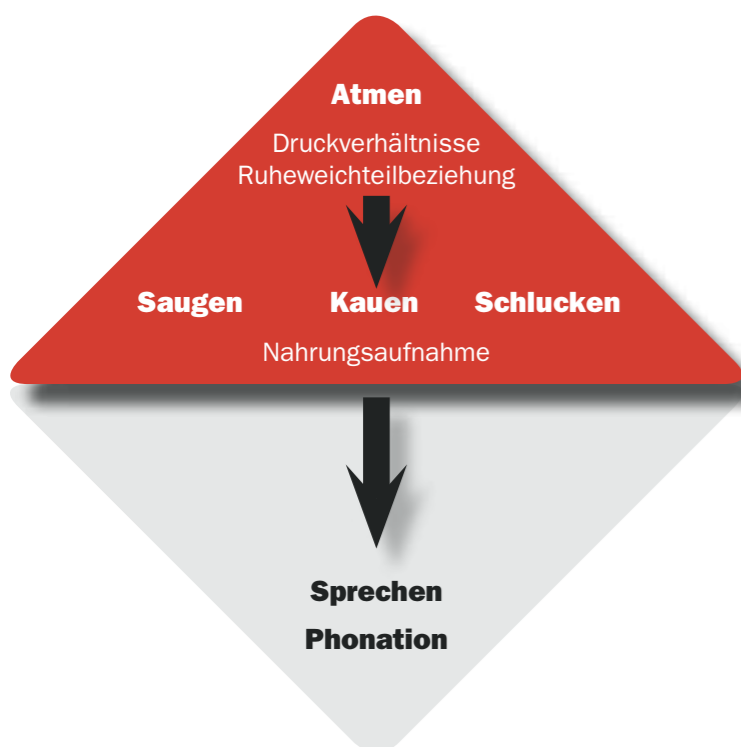 Atmen
Druckverhältnisse
Ruheweichteilbeziehung
Saugen Kauen Schlucken
Nahrungsaufnahme
Sprechen
Phonation